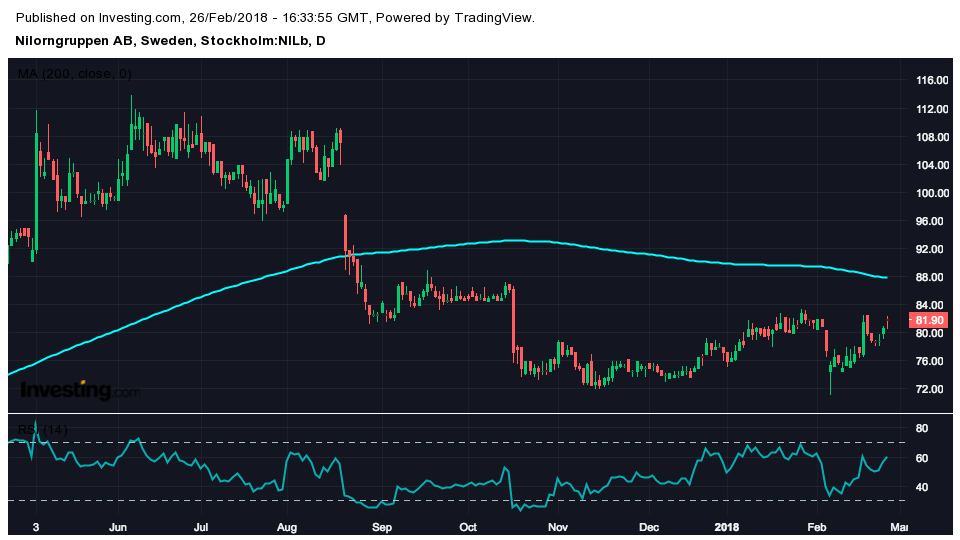 Published on Investing.com, 26/Feb/2018 - 16:33:55 GMT, Powered by TradingView.
Nilorngruppen AB, Sweden, Stockholm:NILb, D
MA (200, close, 0)
116.00
112.00
108.00
104.00
100.00
96.00
92.00
88.00
84.00
81.90
80.00
76.00
72.00
Investing.com
RSI (14)
80
60
40
3 Jun Jul Aug Sep Oct Nov Dec 2018 Feb Mar